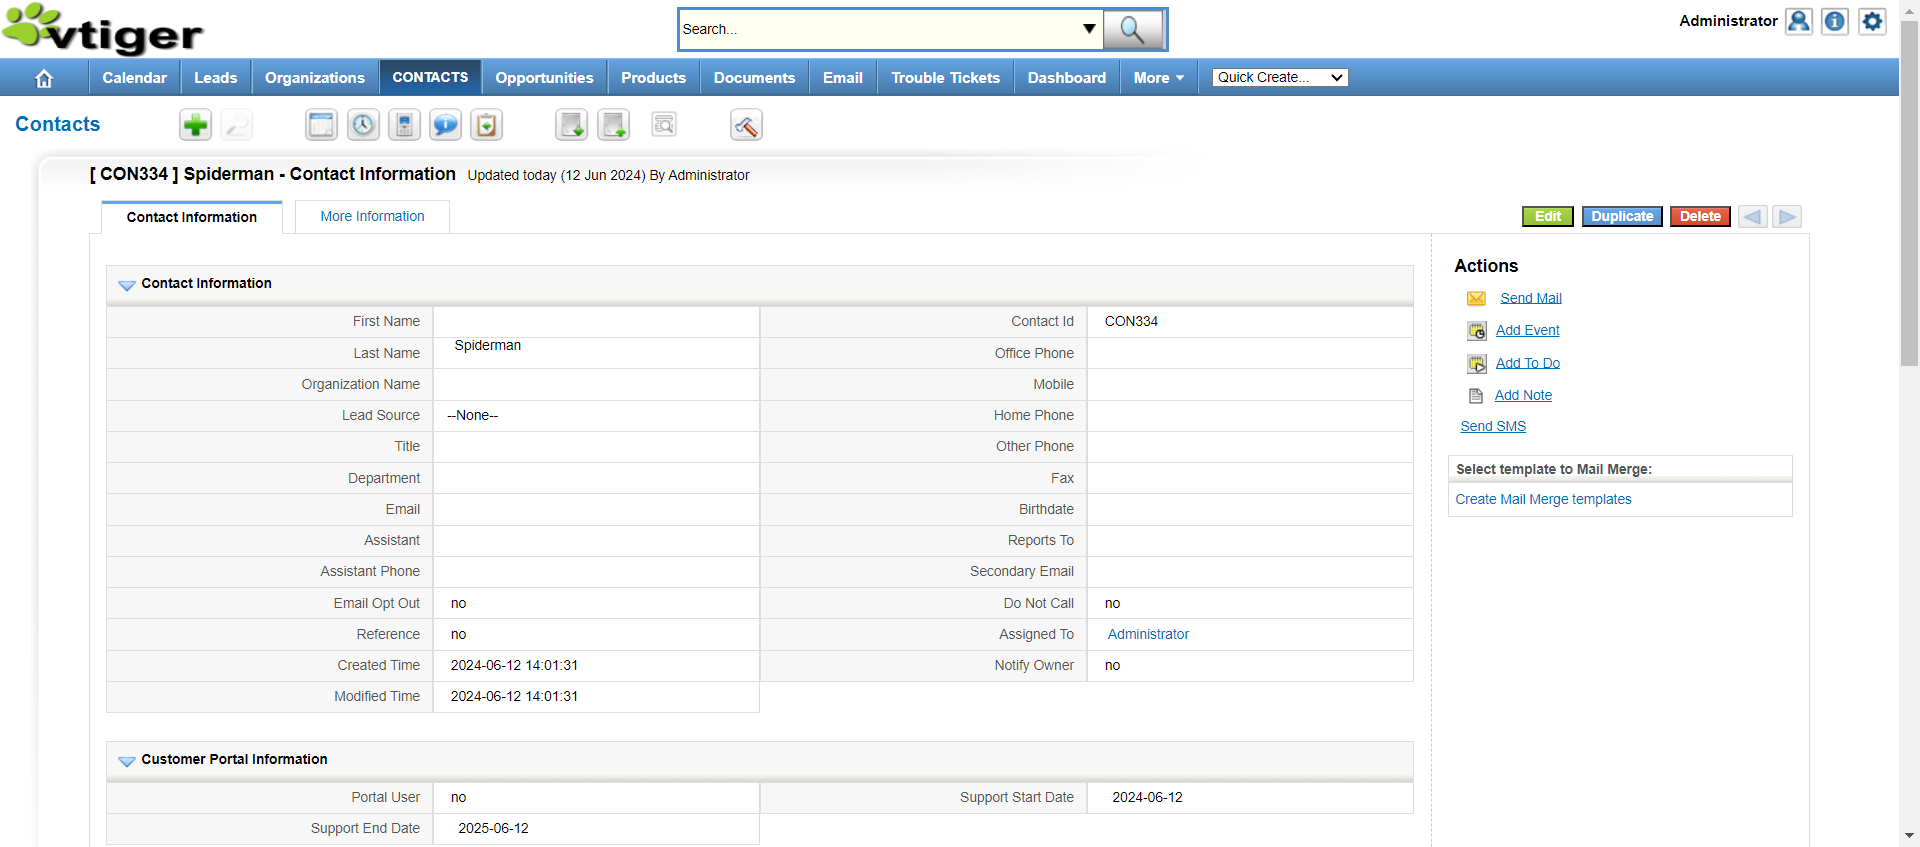 vtiger
Search...
Administrator
Calendar Leads Organizations CONTACTS Opportunities Products Documents Email Trouble Tickets Dashboard More Quick Create...
Contacts
[ CON334 ] Spiderman - Contact Information Updated today (12 Jun 2024) By Administrator
Contact Information More Information Edit Duplicate Delete
Contact Information
First Name Contact Id CON334
Last Name Spiderman Office Phone
Organization Name Mobile
Lead Source --None-- Home Phone
Title Other Phone
Department Fax
Email Birthdate
Assistant Reports To
Assistant Phone Secondary Email
Email Opt Out no Do Not Call no
Reference no Assigned To Administrator
Created Time 2024-06-12 14:01:31 Notify Owner no
Modified Time 2024-06-12 14:01:31
Customer Portal Information
Portal User no Support Start Date 2024-06-12
Support End Date 2025-06-12
Actions
Send Mail
Add Event
Add To Do
Add Note
Send SMS
Select template to Mail Merge:
Create Mail Merge templates